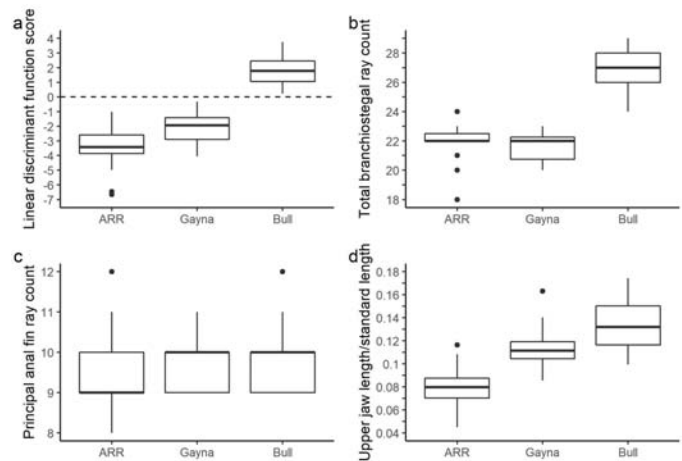 a
Linear discriminant function score
4
3
2
1
0
-1
-2
-3
-4
-5
-6
-7
ARR Gayna Bull
b
Total branchiostegal ray count
28
26
24
22
20
18
ARR Gayna Bull
c
Principal anal fin ray count
12
11
10
9
8
ARR Gayna Bull
d
Upper jaw length/standard length
0.18
0.16
0.14
0.12
0.1
0.08
0.06
0.04
ARR Gayna Bull